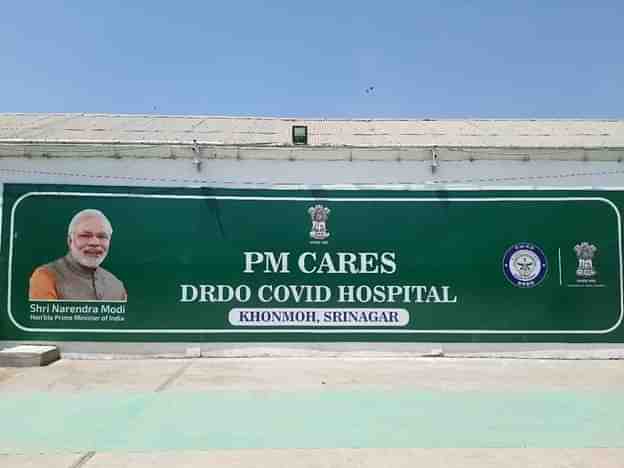 PM CARES
DRDO COVID HOSPITAL
KHONMOH, SRINAGAR
Shri Narendra Modi
Hon'ble Prime Minister of India